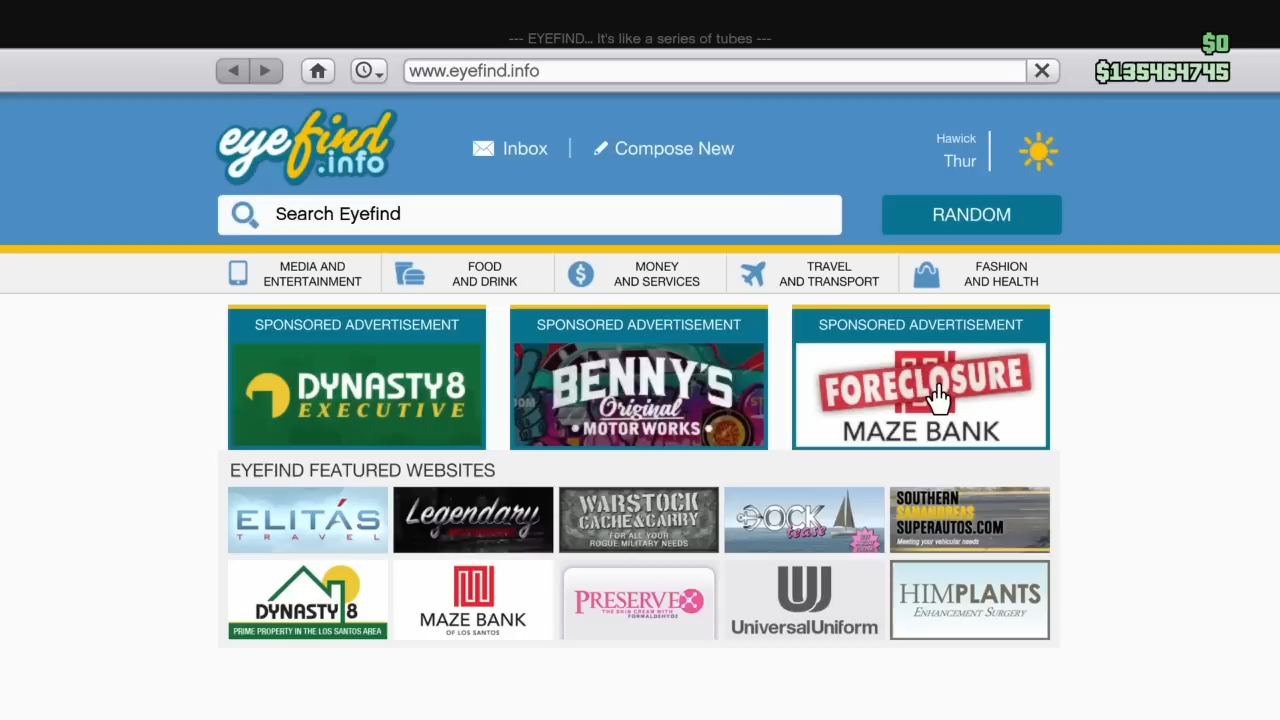 --- EYEFIND... It's like a series of tubes ---
$0
www.eyefind.info
$135464745
eyefind
.info
Inbox
Compose New
Hawick
Thur
Search Eyefind
RANDOM
MEDIA AND
ENTERTAINMENT
FOOD
AND DRINK
MONEY
AND SERVICES
TRAVEL
AND TRANSPORT
FASHION
AND HEALTH
SPONSORED ADVERTISEMENT
DYNASTY 8
EXECUTIVE
SPONSORED ADVERTISEMENT
BENNY'S
Original
MOTOR WORKS
SPONSORED ADVERTISEMENT
FORECLOSURE
MAZE BANK
EYEFIND FEATURED WEBSITES
ELITÁS
TRAVEL
Legendary
WARSTOCK
CACHE & CARRY
FOR ALL YOUR
ROGUE MILITARY NEEDS
DOCK
tease
SOUTHERN
SANANDREAS
SUPERAUTOS.COM
Meeting your vehicular needs
DYNASTY 8
PRIME PROPERTY IN THE LOS SANTOS AREA
MAZE BANK
OF LOS SANTOS
PRESERVEX
THE SKIN CREAM WITH
FORMALDEHYDE
UniversalUniform
HIMPLANTS
ENHANCEMENT SURGERY